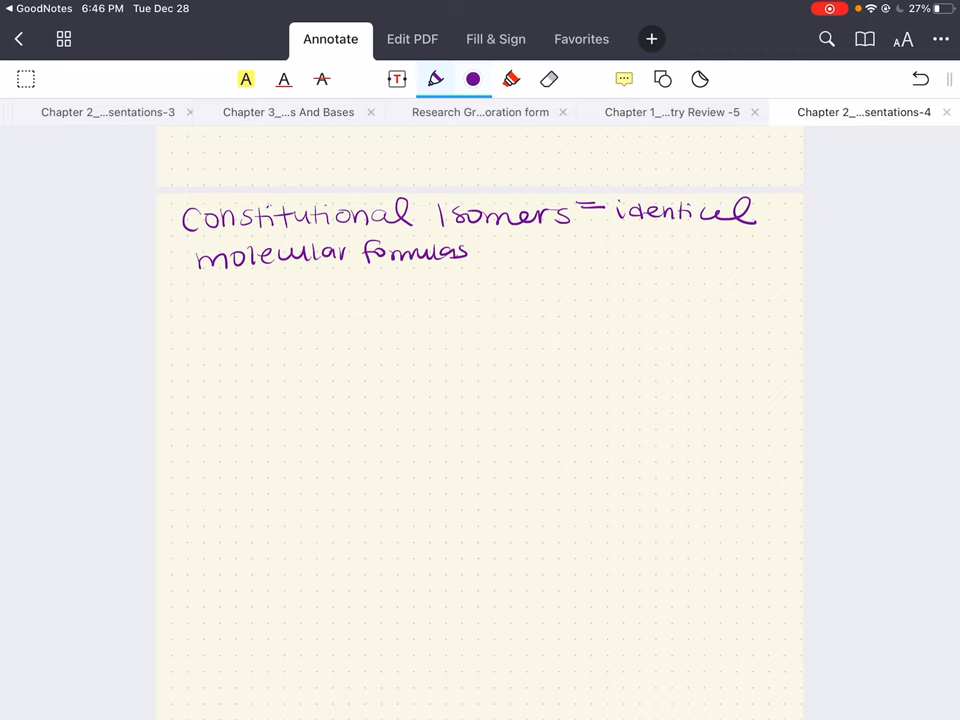 GoodNotes 6:46 PM Tue Dec 28 27%
Annotate Edit PDF Fill & Sign Favorites
A A A T AA
Chapter 2_...sentations-3 Chapter 3_...s And Bases Research Gr...oration form Chapter 1_...try Review -5 Chapter 2_...sentations-4
Constitutional Isomers = identical
molecular formulas